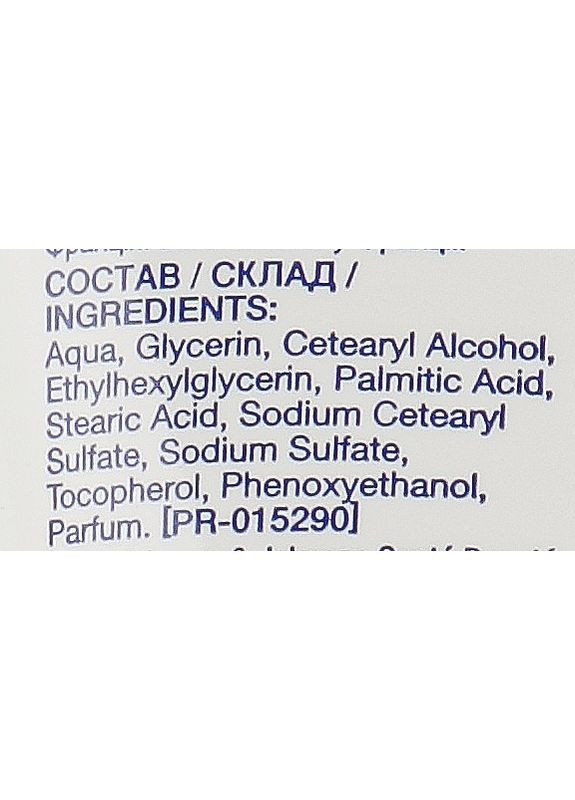 СОСТАВ / СКЛАД /
INGREDIENTS:
Aqua, Glycerin, Cetearyl Alcohol,
Ethylhexylglycerin, Palmitic Acid,
Stearic Acid, Sodium Cetearyl
Sulfate, Sodium Sulfate,
Tocopherol, Phenoxyethanol,
Parfum. [PR-015290]